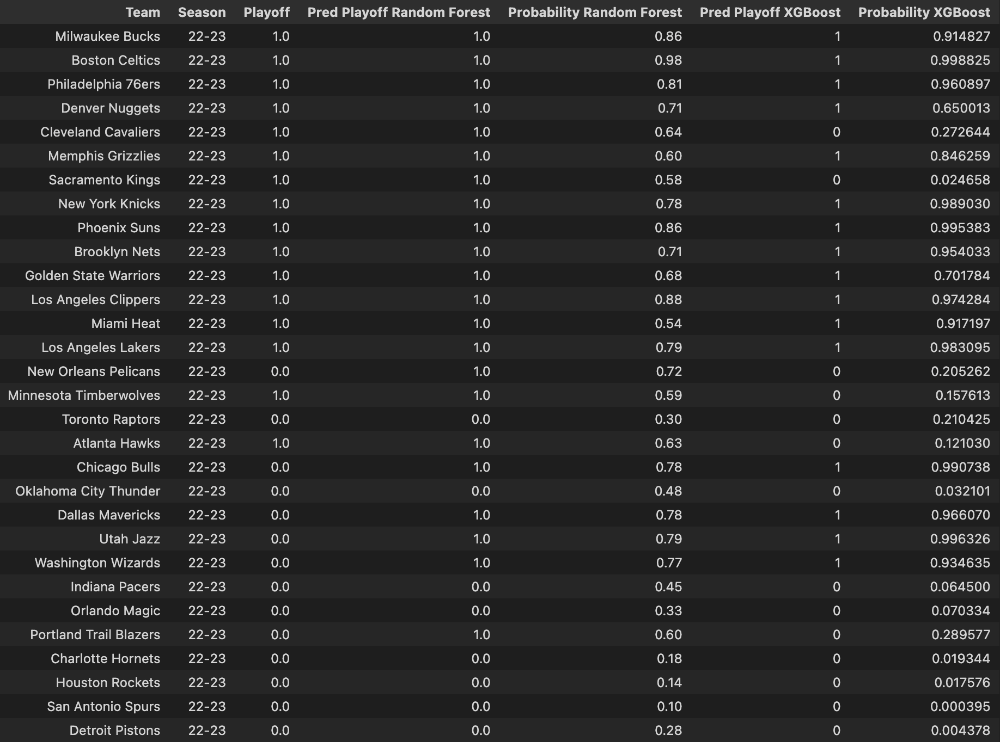 Team Season Playoff Pred Playoff Random Forest Probability Random Forest Pred Playoff XGBoost Probability XGBoost
Milwaukee Bucks 22-23 1.0 1.0 0.86 1 0.914827
Boston Celtics 22-23 1.0 1.0 0.98 1 0.998825
Philadelphia 76ers 22-23 1.0 1.0 0.81 1 0.960897
Denver Nuggets 22-23 1.0 1.0 0.71 1 0.650013
Cleveland Cavaliers 22-23 1.0 1.0 0.64 0 0.272644
Memphis Grizzlies 22-23 1.0 1.0 0.60 1 0.846259
Sacramento Kings 22-23 1.0 1.0 0.58 0 0.024658
New York Knicks 22-23 1.0 1.0 0.78 1 0.989030
Phoenix Suns 22-23 1.0 1.0 0.86 1 0.995383
Brooklyn Nets 22-23 1.0 1.0 0.71 1 0.954033
Golden State Warriors 22-23 1.0 1.0 0.68 1 0.701784
Los Angeles Clippers 22-23 1.0 1.0 0.88 1 0.974284
Miami Heat 22-23 1.0 1.0 0.54 1 0.917197
Los Angeles Lakers 22-23 1.0 1.0 0.79 1 0.983095
New Orleans Pelicans 22-23 0.0 1.0 0.72 0 0.205262
Minnesota Timberwolves 22-23 1.0 1.0 0.59 0 0.157613
Toronto Raptors 22-23 0.0 0.0 0.30 0 0.210425
Atlanta Hawks 22-23 1.0 1.0 0.63 0 0.121030
Chicago Bulls 22-23 0.0 1.0 0.78 1 0.990738
Oklahoma City Thunder 22-23 0.0 0.0 0.48 0 0.032101
Dallas Mavericks 22-23 0.0 1.0 0.78 1 0.966070
Utah Jazz 22-23 0.0 1.0 0.79 1 0.996326
Washington Wizards 22-23 0.0 1.0 0.77 1 0.934635
Indiana Pacers 22-23 0.0 0.0 0.45 0 0.064500
Orlando Magic 22-23 0.0 0.0 0.33 0 0.070334
Portland Trail Blazers 22-23 0.0 1.0 0.60 0 0.289577
Charlotte Hornets 22-23 0.0 0.0 0.18 0 0.019344
Houston Rockets 22-23 0.0 0.0 0.14 0 0.017576
San Antonio Spurs 22-23 0.0 0.0 0.10 0 0.000395
Detroit Pistons 22-23 0.0 0.0 0.28 0 0.004378